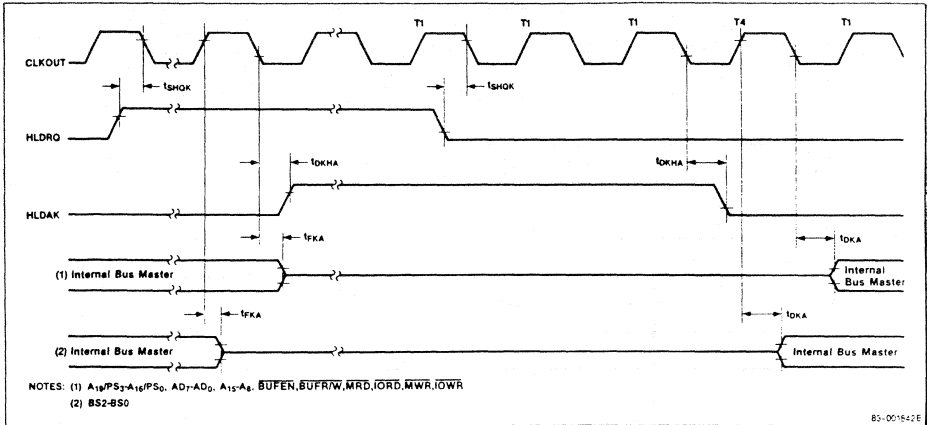 T1 T1 T1 T4 T1
CLKOUT
tSHQK tSHQK
HLDRQ
tDKHA tDKHA
HLDAK
tFKA tDKA
(1) Internal Bus Master Internal
Bus Master
tFKA tDKA
(2) Internal Bus Master Internal Bus Master
NOTES: (1) A19/PS3-A16/PS0, AD7-AD0, A15-A8, BUFEN, BUFR/W, MRD, IORD, MWR, IOWR
(2) BS2-BS0
83-001842E